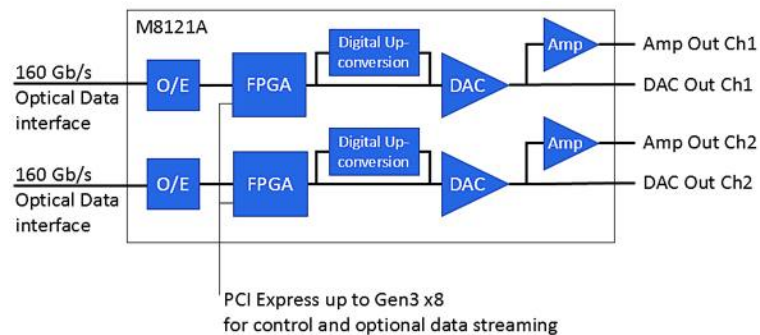 M8121A
160 Gb/s
Optical Data
interface
O/E
FPGA
Digital Up-
conversion
DAC
Amp
Amp Out Ch1
DAC Out Ch1
160 Gb/s
Optical Data
interface
O/E
FPGA
Digital Up-
conversion
DAC
Amp
Amp Out Ch2
DAC Out Ch2
PCI Express up to Gen3 x8
for control and optional data streaming